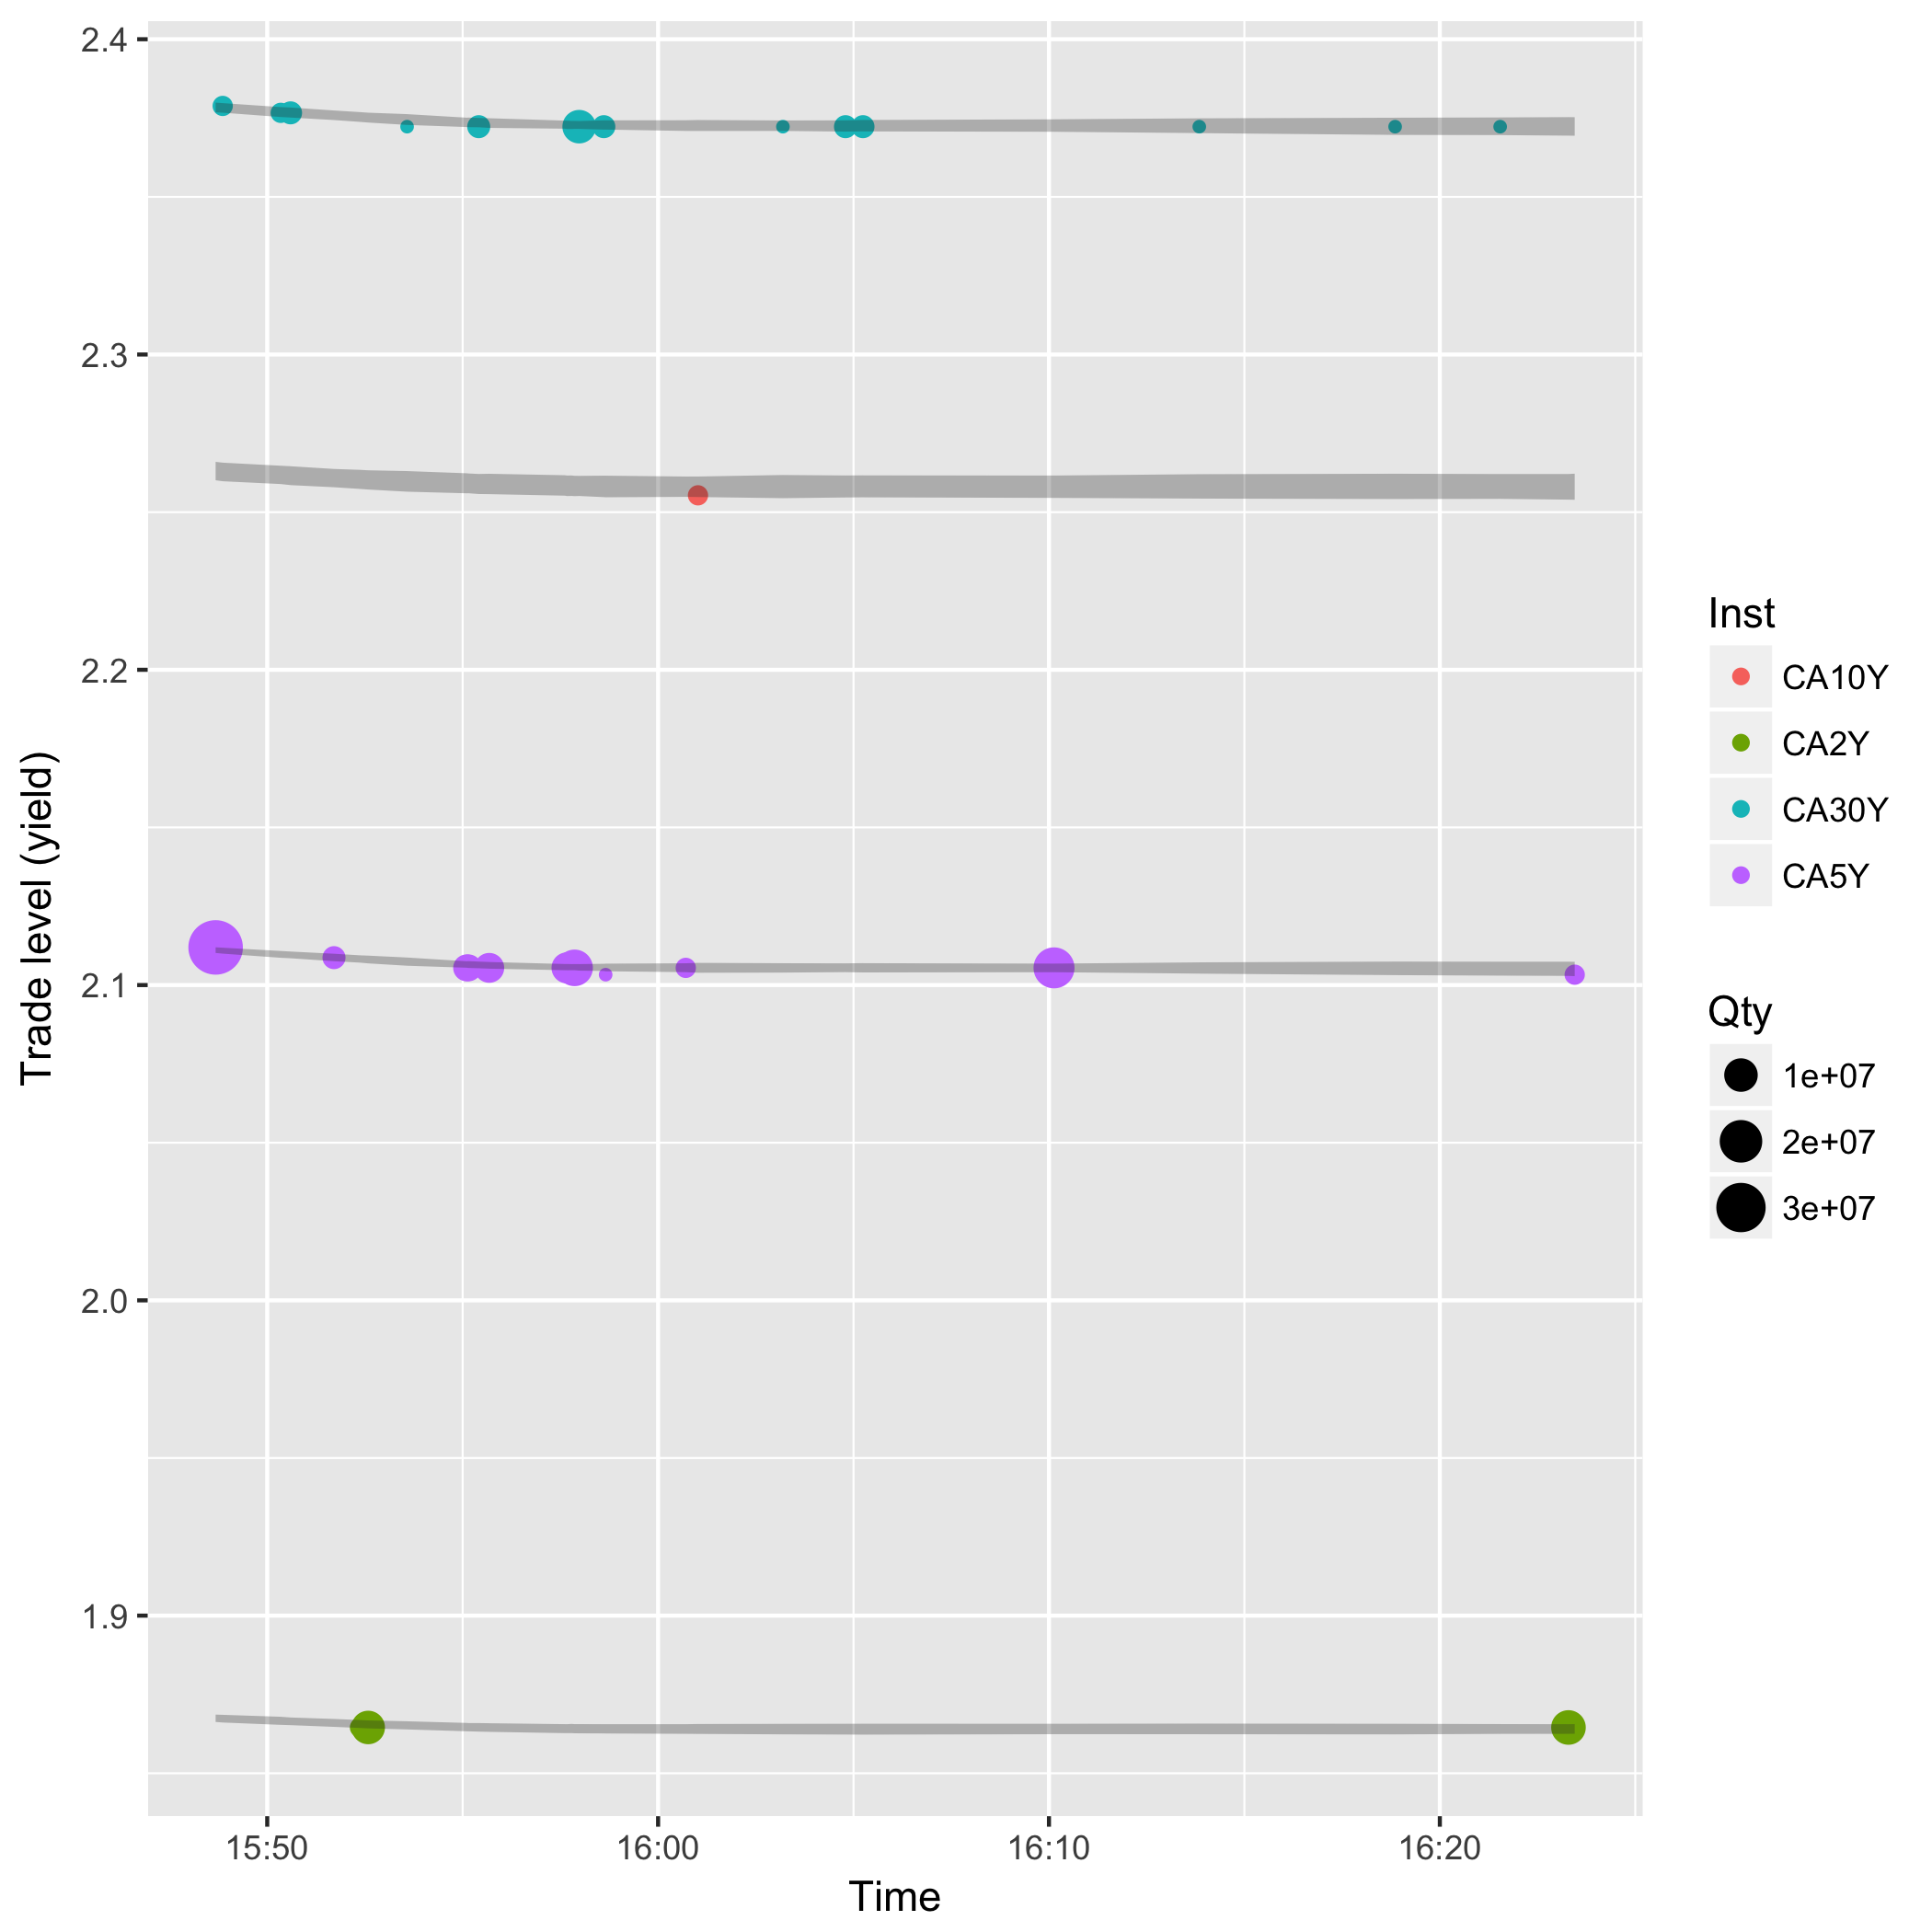 Trade level (yield)
2.4
2.3
2.2
2.1
2.0
1.9
15:50 16:00 16:10 16:20
Time
Inst
CA10Y
CA2Y
CA30Y
CA5Y
Qty
1e+07
2e+07
3e+07